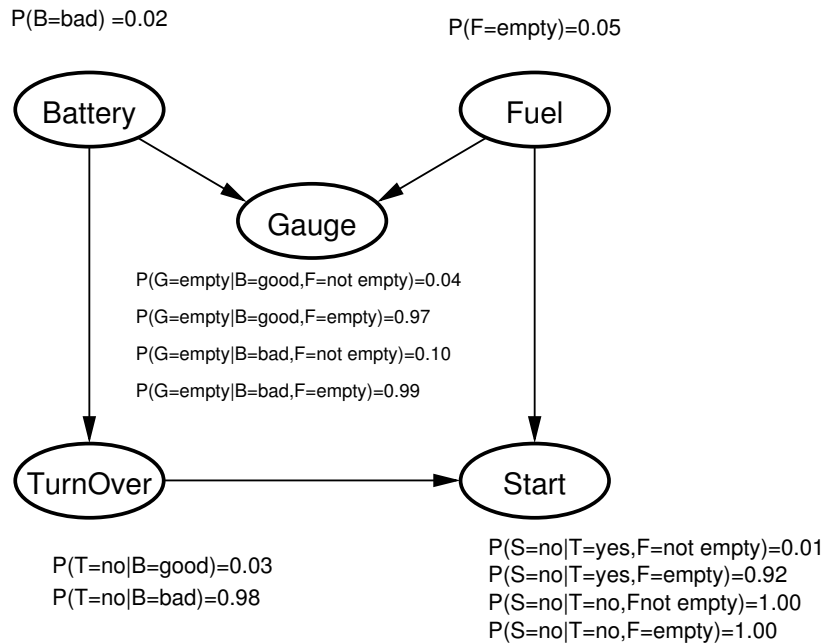 P(B=bad) =0.02
P(F=empty)=0.05
Battery
Fuel
Gauge
P(G=empty|B=good,F=not empty)=0.04
P(G=empty|B=good,F=empty)=0.97
P(G=empty|B=bad,F=not empty)=0.10
P(G=empty|B=bad,F=empty)=0.99
TurnOver
Start
P(T=no|B=good)=0.03
P(T=no|B=bad)=0.98
P(S=no|T=yes,F=not empty)=0.01
P(S=no|T=yes,F=empty)=0.92
P(S=no|T=no,Fnot empty)=1.00
P(S=no|T=no,F=empty)=1.00